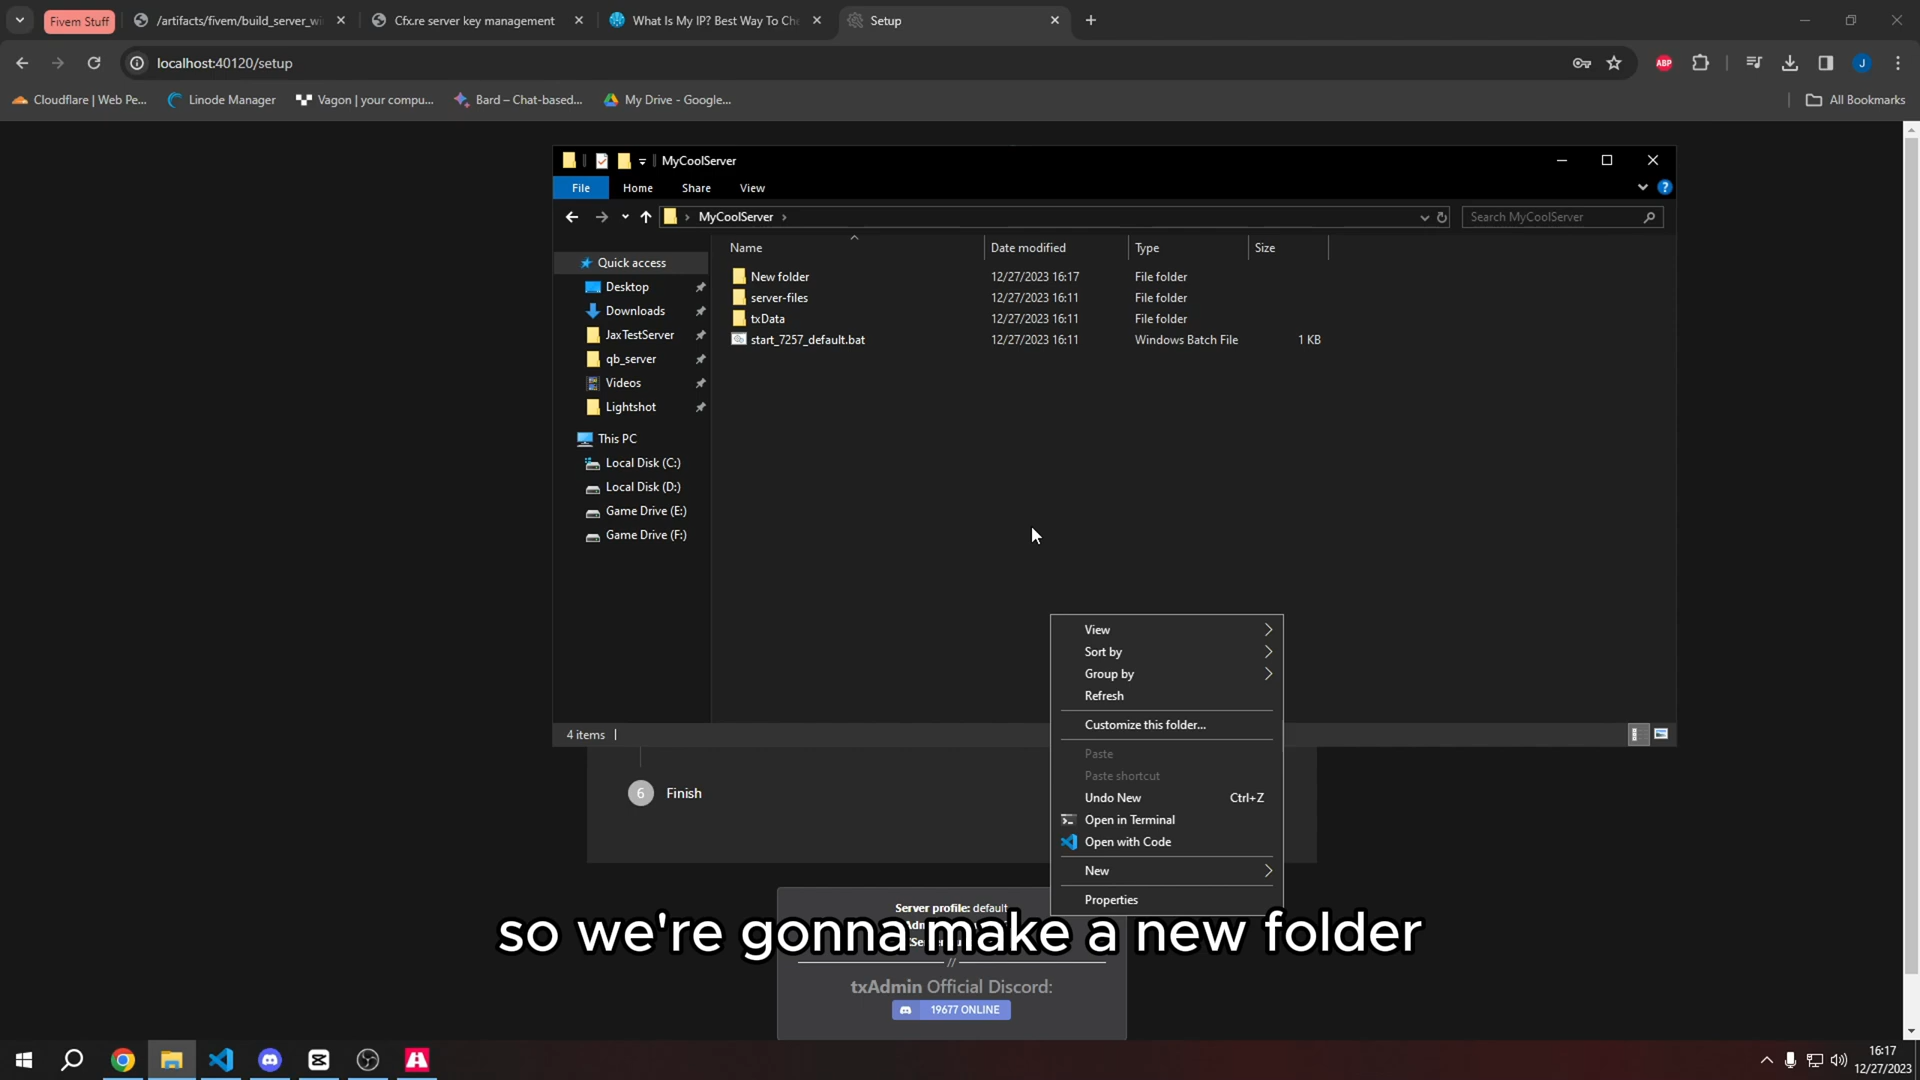 Fivem Stuff
/artifacts/fivem/build_server_wi
Cfx.re server key management
What Is My IP? Best Way To Che
Setup
localhost:40120/setup
ABP
J
Cloudflare | Web Pe...
Linode Manager
Vagon | your compu...
Bard – Chat-based...
My Drive - Google...
All Bookmarks
MyCoolServer
File
Home
Share
View
MyCoolServer
Search MyCoolServer
Name
Date modified
Type
Size
Quick access
Desktop
Downloads
JaxTestServer
qb_server
Videos
Lightshot
This PC
Local Disk (C:)
Local Disk (D:)
Game Drive (E:)
Game Drive (F:)
New folder 12/27/2023 16:17 File folder
server-files 12/27/2023 16:11 File folder
txData 12/27/2023 16:11 File folder
start_7257_default.bat 12/27/2023 16:11 Windows Batch File 1 KB
4 items
View
Sort by
Group by
Refresh
Customize this folder...
Paste
Paste shortcut
Undo New Ctrl+Z
Open in Terminal
Open with Code
New
Properties
6 Finish
Server profile: default
so we're gonna make a new folder
//
txAdmin Official Discord:
19677 ONLINE
16:17
12/27/2023